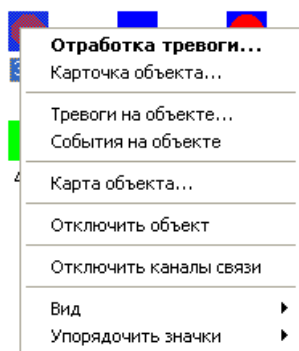 Отработка тревоги...
Карточка объекта...
Тревоги на объекте...
События на объекте
Карта объекта...
Отключить объект
Отключить каналы связи
Вид
Упорядочить значки